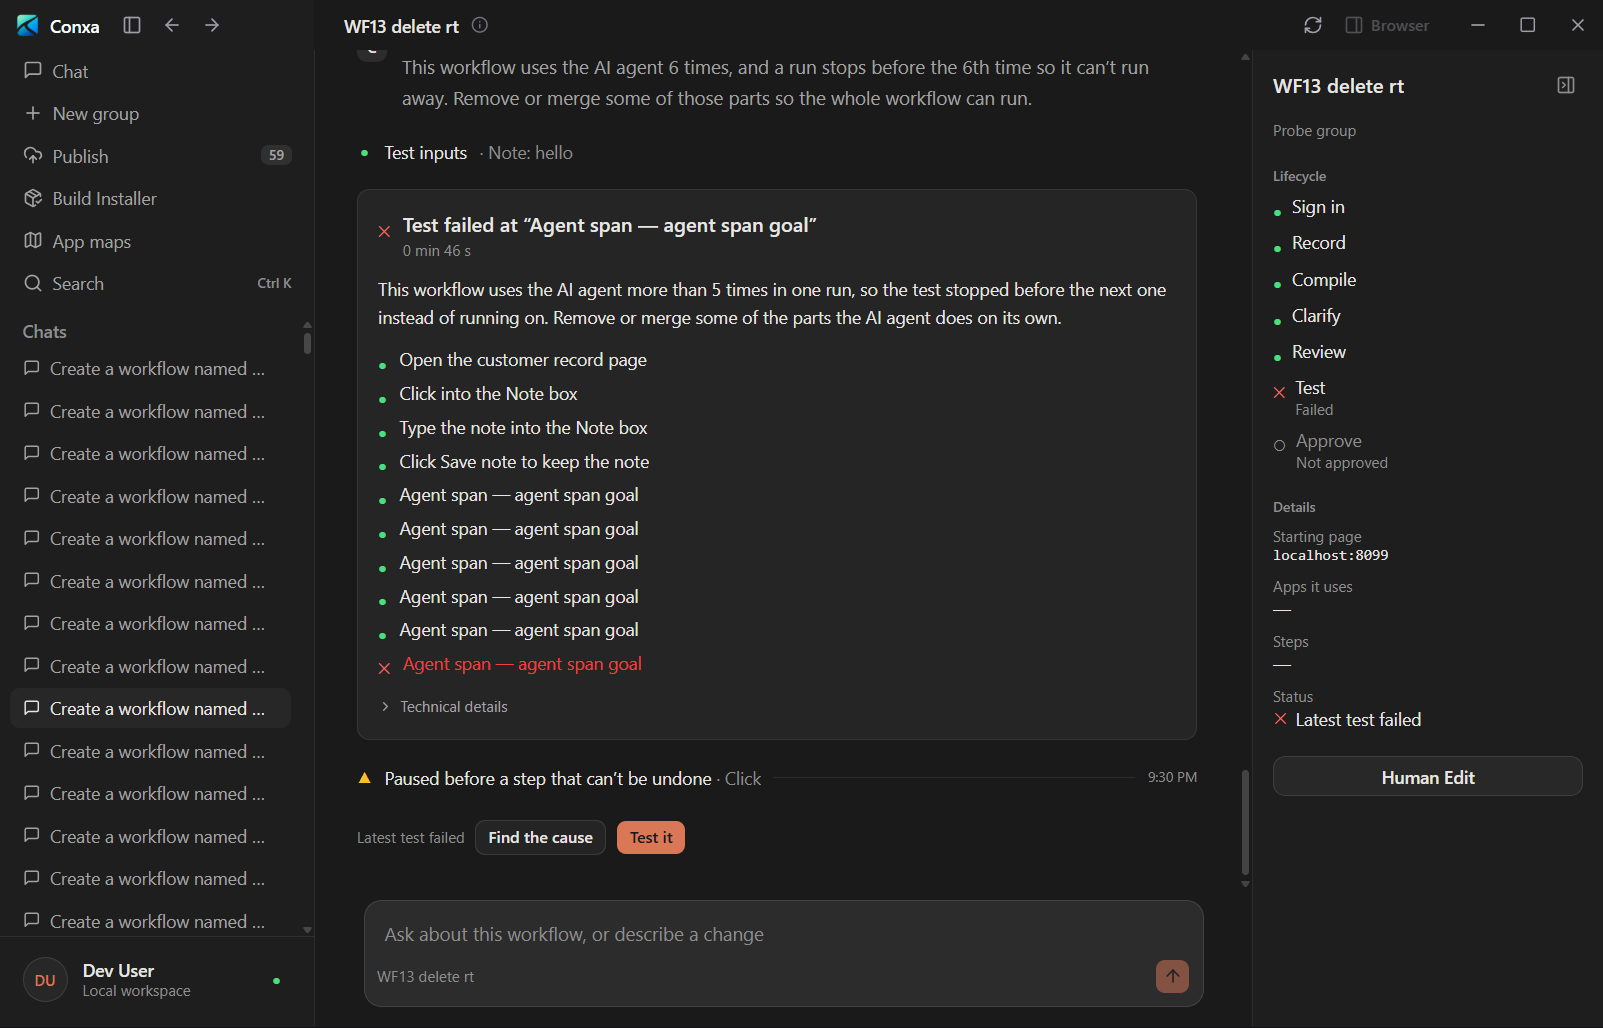 Conxa
WF13 delete rt
Browser
Chat
New group
Publish
59
Build Installer
App maps
Search
Ctrl K
Chats
Create a workflow named ...
Create a workflow named ...
Create a workflow named ...
Create a workflow named ...
Create a workflow named ...
Create a workflow named ...
Create a workflow named ...
Create a workflow named ...
Create a workflow named ...
Create a workflow named ...
Create a workflow named ...
Create a workflow named ...
Create a workflow named ...
Create a workflow named ...
DU
Dev User
Local workspace
This workflow uses the AI agent 6 times, and a run stops before the 6th time so it can’t run
away. Remove or merge some of those parts so the whole workflow can run.
Test inputs · Note: hello
Test failed at “Agent span — agent span goal”
0 min 46 s
This workflow uses the AI agent more than 5 times in one run, so the test stopped before the next one
instead of running on. Remove or merge some of the parts the AI agent does on its own.
Open the customer record page
Click into the Note box
Type the note into the Note box
Click Save note to keep the note
Agent span — agent span goal
Agent span — agent span goal
Agent span — agent span goal
Agent span — agent span goal
Agent span — agent span goal
Agent span — agent span goal
Technical details
Paused before a step that can’t be undone · Click
9:30 PM
Latest test failed
Find the cause
Test it
Ask about this workflow, or describe a change
WF13 delete rt
WF13 delete rt
Probe group
Lifecycle
Sign in
Record
Compile
Clarify
Review
Test
Failed
Approve
Not approved
Details
Starting page
localhost:8099
Apps it uses
—
Steps
—
Status
Latest test failed
Human Edit